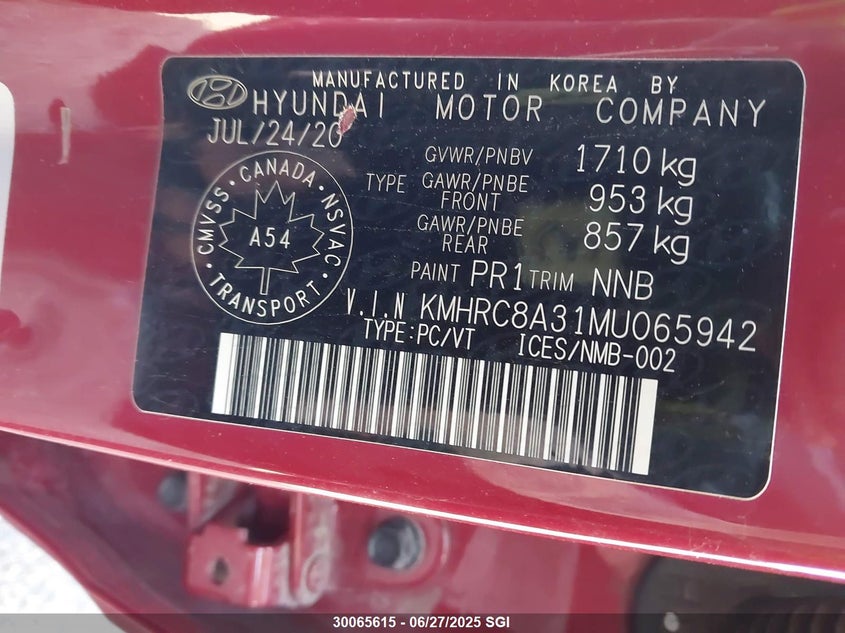 MANUFACTURED IN KOREA BY
HYUNDAI MOTOR COMPANY
JUL/24/20
GVWR/PNBV 1710 kg
TYPE GAWR/PNBE FRONT 953 kg
GAWR/PNBE REAR 857 kg
CMVSS · CANADA · NSVAC · TRANSPORT ·
A54
PAINT PR1 TRIM NNB
V.I.N KMHRC8A31MU065942
TYPE:PC/VT ICES/NMB-002
30065615 - 06/27/2025 SGI